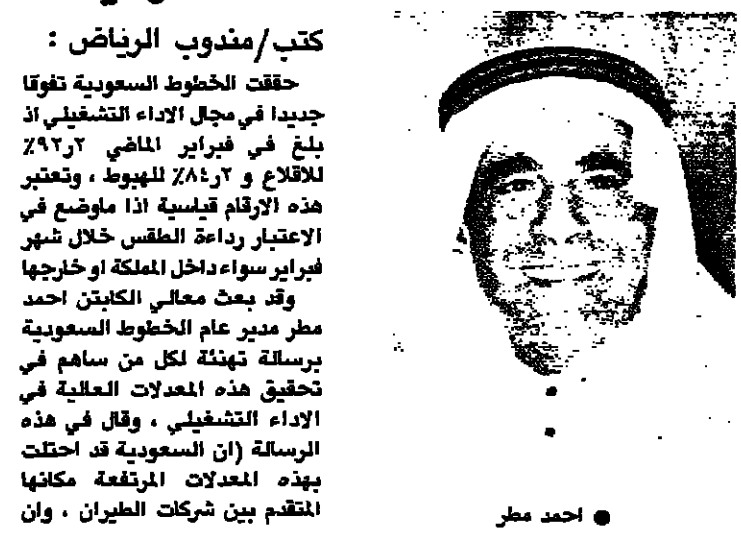 كتب/مندوب الرياض :
حققت الخطوط السعودية تفوقا
جديدا في مجال الاداء التشغيلي اذ
بلغ في فبراير الماضي ٢ر٩٢٪
للاقلاع و ٢ر٨٤٪ للهبوط ، وتعتبر
هذه الارقام قياسية اذا ماوضع في
الاعتبار رداءة الطقس خلال شهر
فبراير سواء داخل المملكة او خارجها
وقد بعث معالي الكابتن احمد
مطر مدير عام الخطوط السعودية
برسالة تهنئة لكل من ساهم في
تحقيق هذه المعدلات العالية في
الاداء التشغيلي ، وقال في هذه
الرسالة (ان السعودية قد احتلت
بهذه المعدلات المرتفعة مكانها
المتقدم بين شركات الطيران ، وان
● احمد مطر